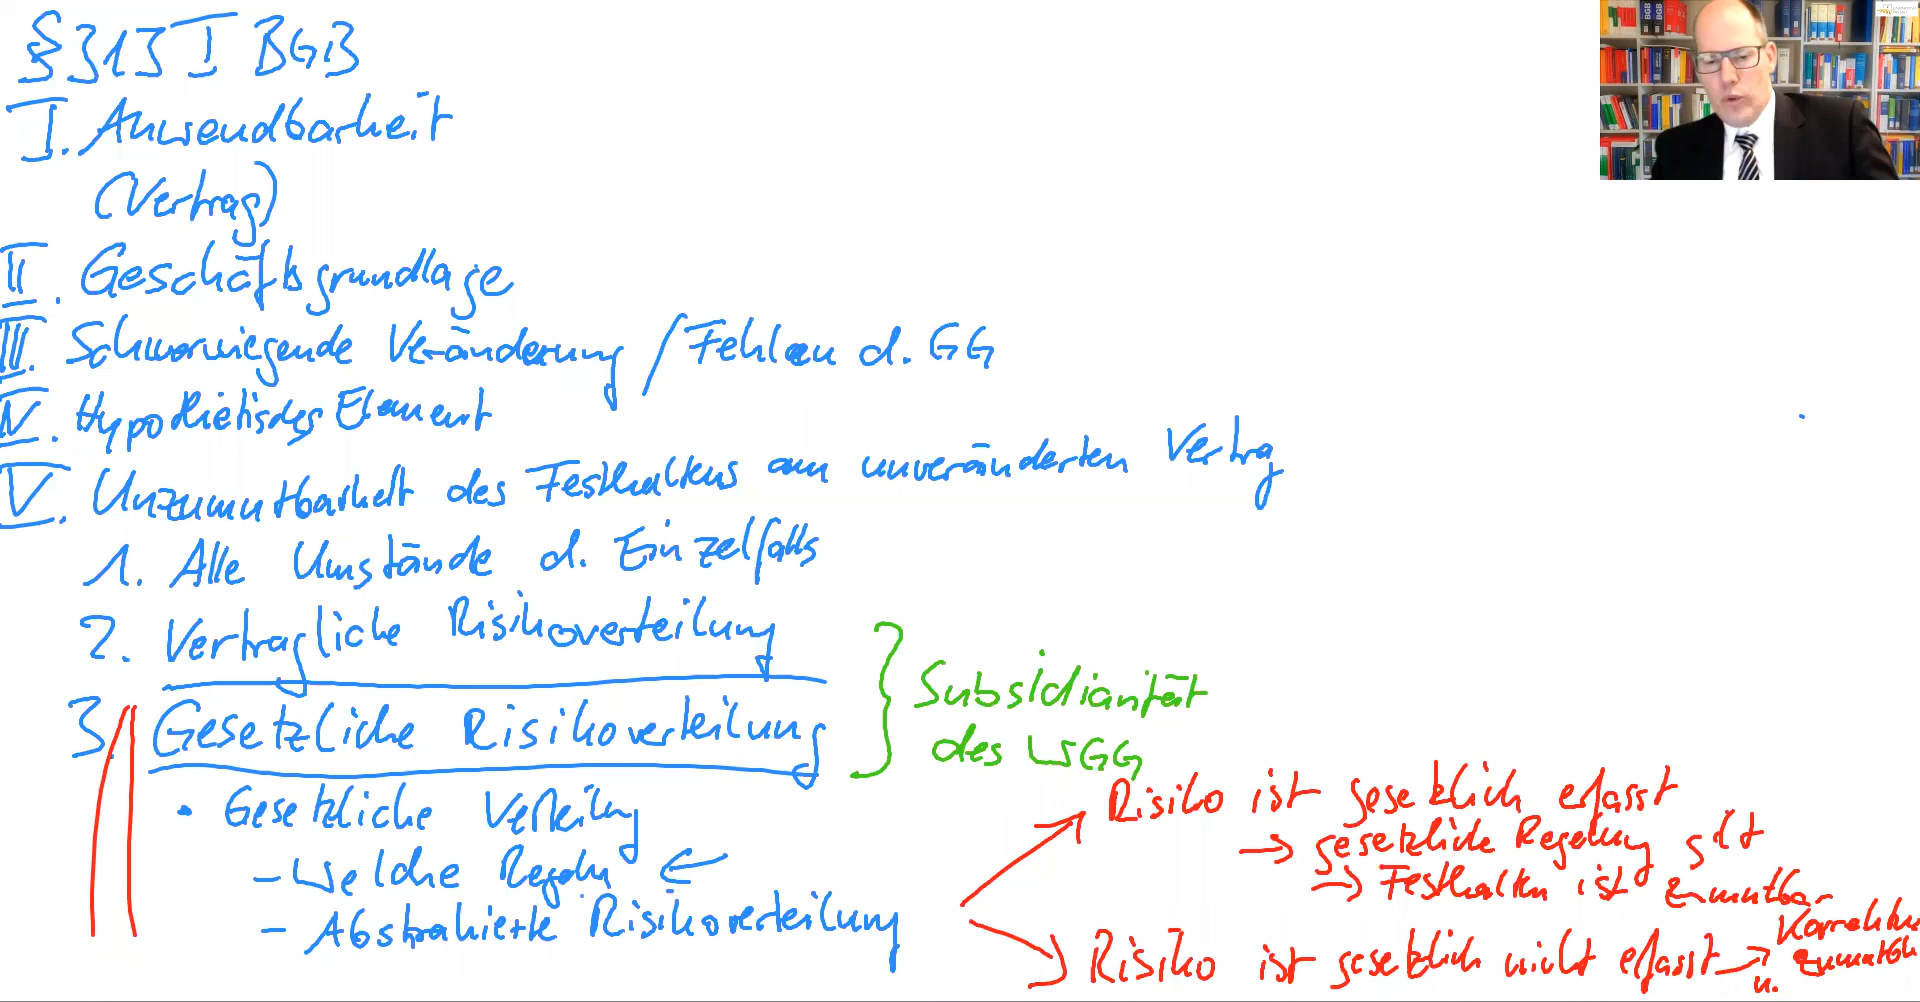 § 313 I BGB
I. Anwendbarkeit
(Vertrag)
II. Geschäftsgrundlage
III. Schwerwiegende Veränderung / Fehlen d. GG
IV. Hypothetisches Element
V. Unzumutbarkeit des Festhaltens am unveränderten Vertrag
1. Alle Umstände d. Einzelfalls
2. Vertragliche Risikoverteilung
3. Gesetzliche Risikoverteilung
} Subsidiarität
des WGG
• Gesetzliche Verteilung
- Welche Regeln ←
- Abstrahierte Risikoverteilung
→ Risiko ist gesetzlich erfasst
→ gesetzliche Regelung gilt
→ Festhalten ist zumutbar
→ Risiko ist gesetzlich nicht erfasst →
u.
BGB
BGB